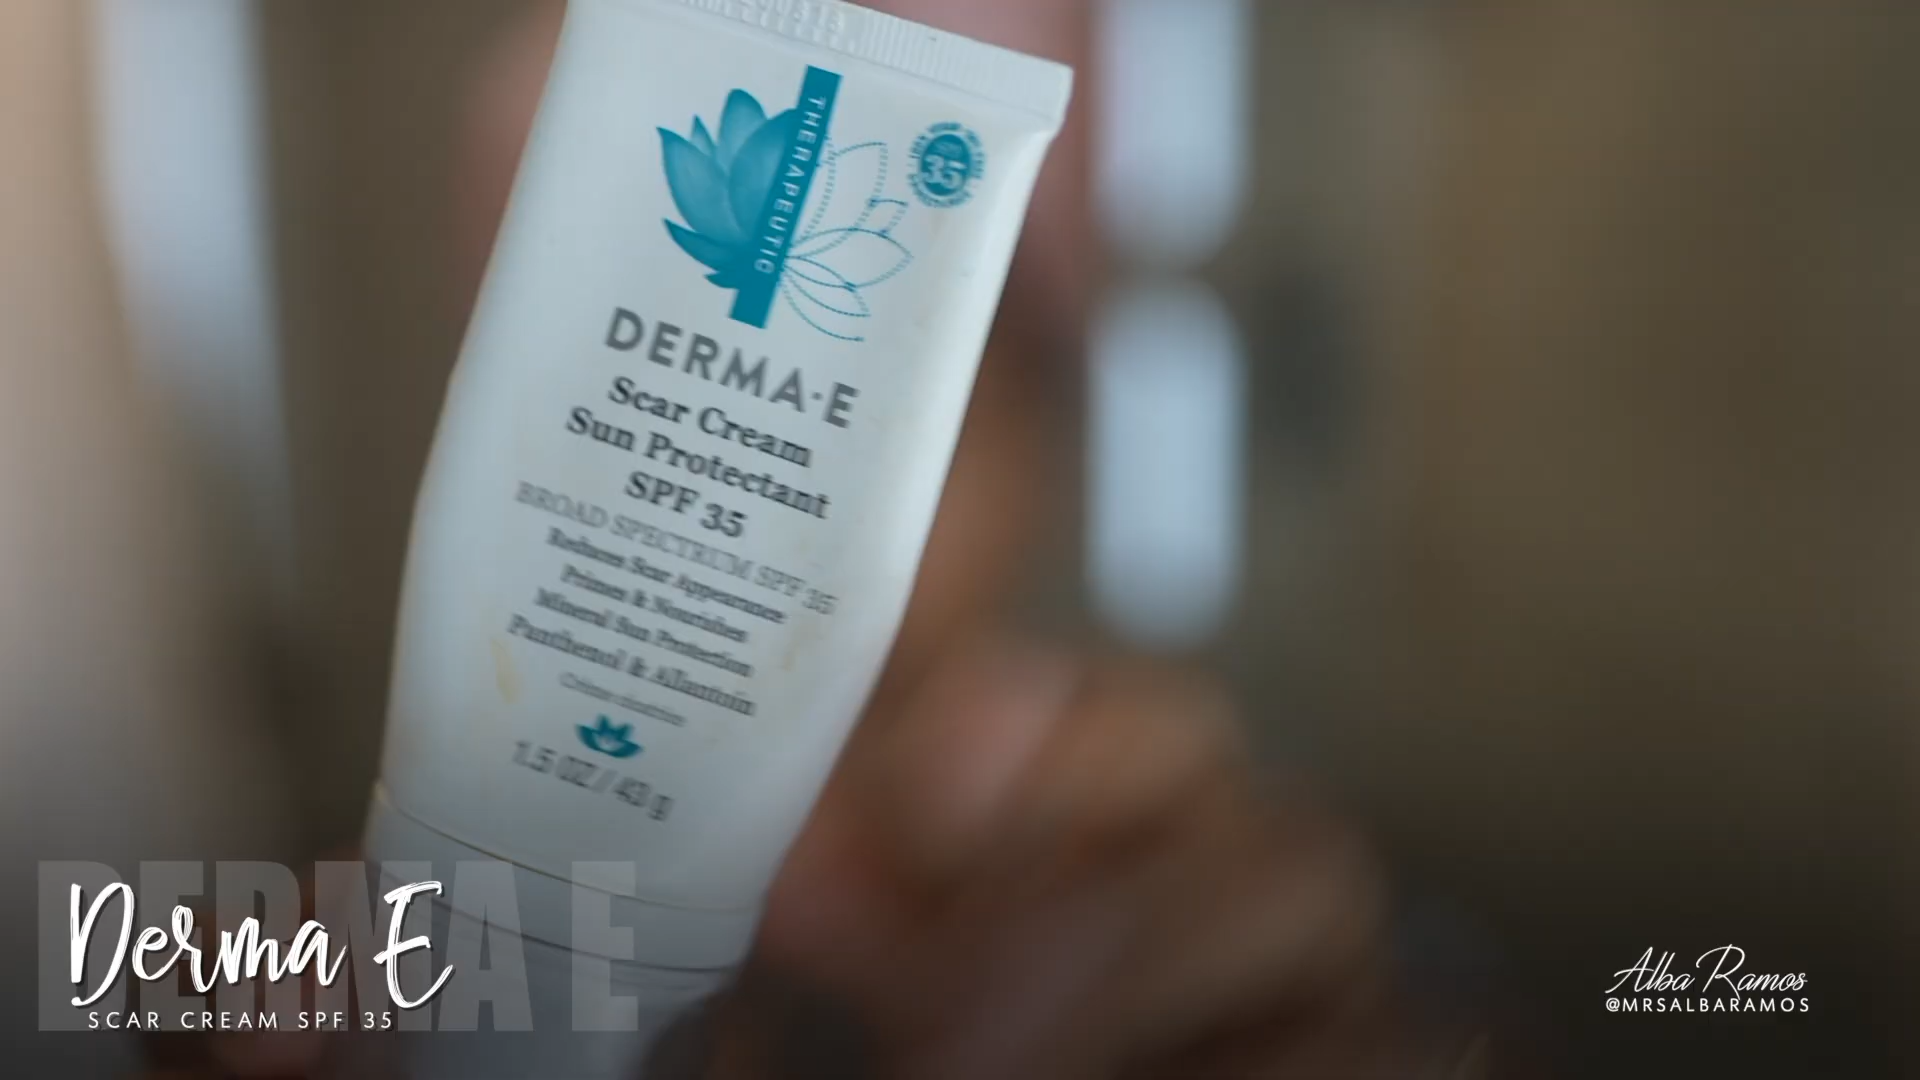 THERAPEUTIC
35
DERMA·E
Scar Cream
Sun Protectant
SPF 35
BROAD SPECTRUM SPF 35
Reduces Scar Appearance
Primes & Nourishes
Mineral Sun Protection
Panthenol & Allantoin
1.5 OZ / 43 g
DERMA E
Derma E
SCAR CREAM SPF 35
Alba Ramos
@MRSALBARAMOS